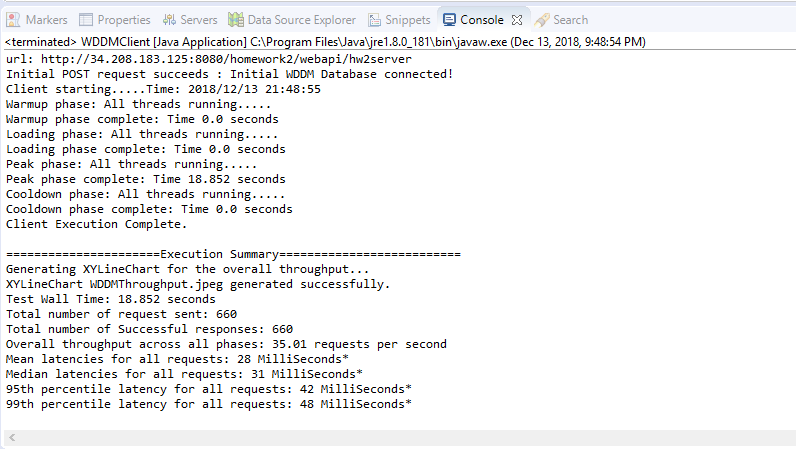 Markers Properties Servers Data Source Explorer Snippets Console Search
<terminated> WDDMClient [Java Application] C:\Program Files\Java\jre1.8.0_181\bin\javaw.exe (Dec 13, 2018, 9:48:54 PM)
url: http://34.208.183.125:8080/homework2/webapi/hw2server
Initial POST request succeeds : Initial WDDM Database connected!
Client starting.....Time: 2018/12/13 21:48:55
Warmup phase: All threads running.....
Warmup phase complete: Time 0.0 seconds
Loading phase: All threads running.....
Loading phase complete: Time 0.0 seconds
Peak phase: All threads running.....
Peak phase complete: Time 18.852 seconds
Cooldown phase: All threads running.....
Cooldown phase complete: Time 0.0 seconds
Client Execution Complete.
======================Execution Summary==========================
Generating XYLineChart for the overall throughput...
XYLineChart WDDMThroughput.jpeg generated successfully.
Test Wall Time: 18.852 seconds
Total number of request sent: 660
Total number of Successful responses: 660
Overall throughput across all phases: 35.01 requests per second
Mean latencies for all requests: 28 MilliSeconds*
Median latencies for all requests: 31 MilliSeconds*
95th percentile latency for all requests: 42 MilliSeconds*
99th percentile latency for all requests: 48 MilliSeconds*